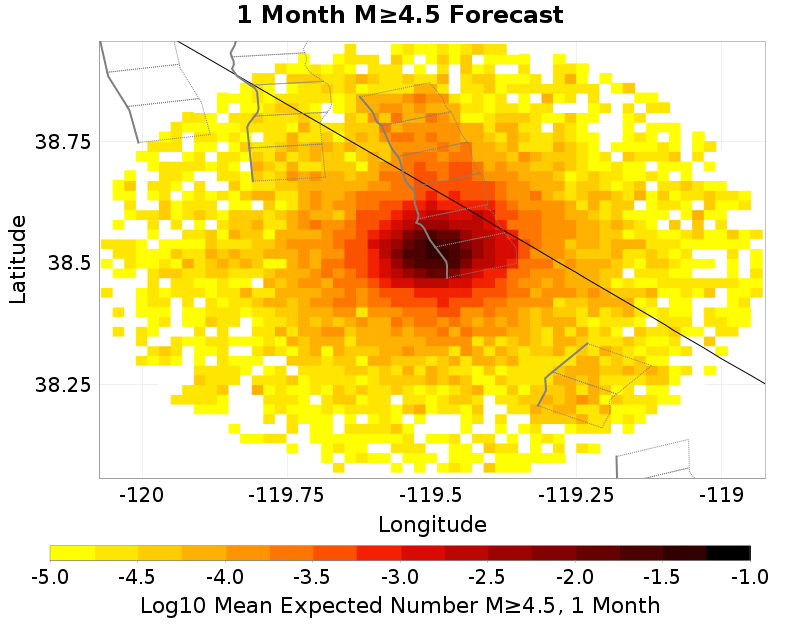 1 Month M≥4.5 Forecast
38.75
38.5
38.25
Latitude
-120 -119.75 -119.5 -119.25 -119
Longitude
-5.0 -4.5 -4.0 -3.5 -3.0 -2.5 -2.0 -1.5 -1.0
Log10 Mean Expected Number M≥4.5, 1 Month